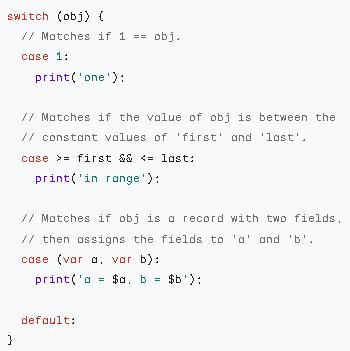 switch (obj) {
  // Matches if 1 == obj.
  case 1:
    print('one');

  // Matches if the value of obj is between the
  // constant values of 'first' and 'last'.
  case >= first && <= last:
    print('in range');

  // Matches if obj is a record with two fields,
  // then assigns the fields to 'a' and 'b'.
  case (var a, var b):
    print('a = $a, b = $b');

  default:
}